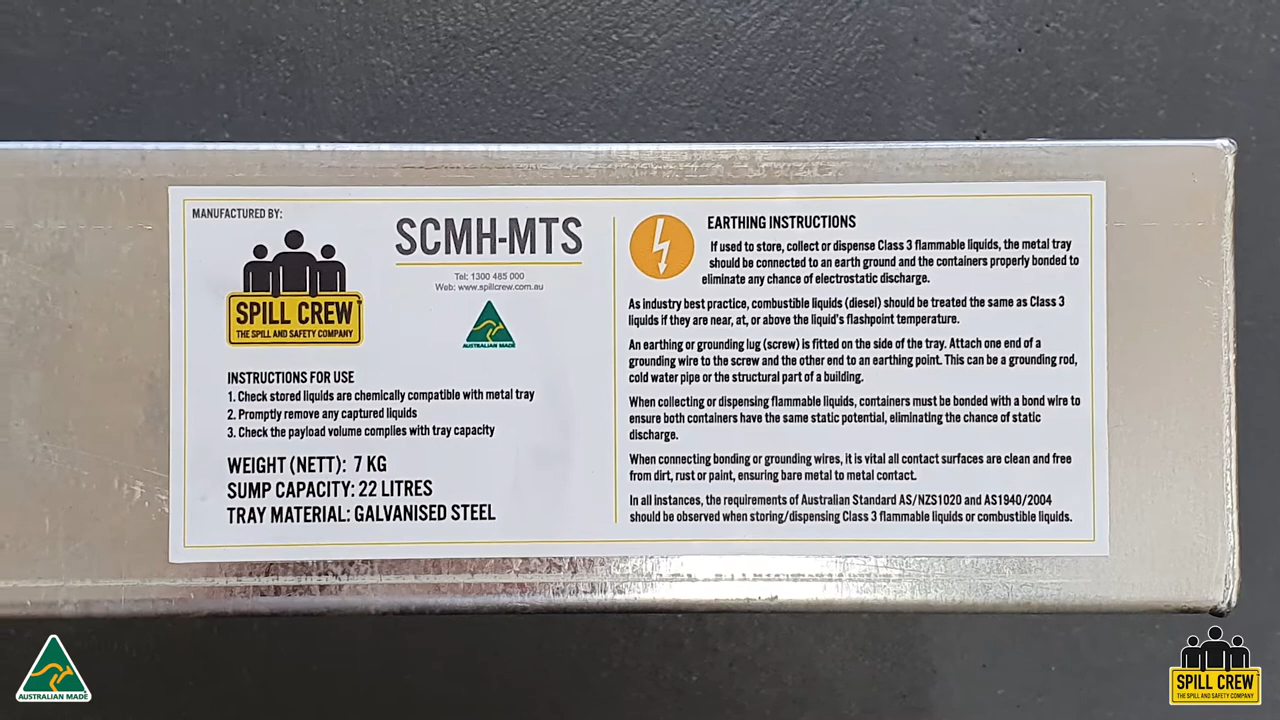 MANUFACTURED BY:
SPILL CREW
THE SPILL AND SAFETY COMPANY
SCMH-MTS
Tel: 1300 485 000
Web: www.spillcrew.com.au
AUSTRALIAN MADE
INSTRUCTIONS FOR USE
1. Check stored liquids are chemically compatible with metal tray
2. Promptly remove any captured liquids
3. Check the payload volume complies with tray capacity
WEIGHT (NETT): 7 KG
SUMP CAPACITY: 22 LITRES
TRAY MATERIAL: GALVANISED STEEL
EARTHING INSTRUCTIONS
If used to store, collect or dispense Class 3 flammable liquids, the metal tray
should be connected to an earth ground and the containers properly bonded to
eliminate any chance of electrostatic discharge.
As industry best practice, combustible liquids (diesel) should be treated the same as Class 3
liquids if they are near, at, or above the liquid's flashpoint temperature.
An earthing or grounding lug (screw) is fitted on the side of the tray. Attach one end of a
grounding wire to the screw and the other end to an earthing point. This can be a grounding rod,
cold water pipe or the structural part of a building.
When collecting or dispensing flammable liquids, containers must be bonded with a bond wire to
ensure both containers have the same static potential, eliminating the chance of static
discharge.
When connecting bonding or grounding wires, it is vital all contact surfaces are clean and free
from dirt, rust or paint, ensuring bare metal to metal contact.
In all instances, the requirements of Australian Standard AS/NZS1020 and AS1940/2004
should be observed when storing/dispensing Class 3 flammable liquids or combustible liquids.
AUSTRALIAN MADE
SPILL CREW
THE SPILL AND SAFETY COMPANY